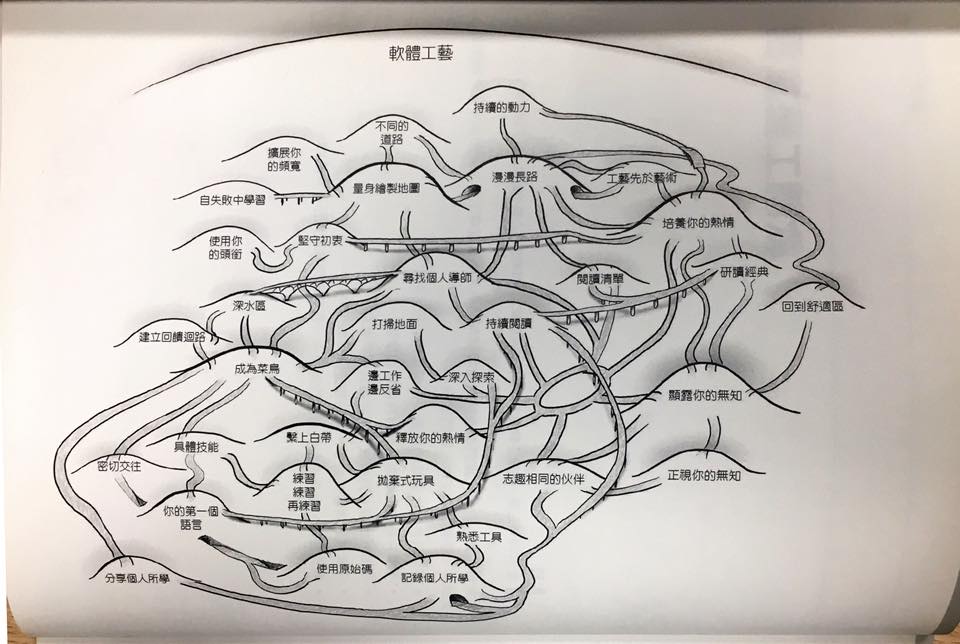 軟體工藝
持續的動力
不同的
道路
擴展你
的頻寬
漫漫長路
工藝先於藝術
量身繪製地圖
自失敗中學習
培養你的熱情
使用你
的頭銜
堅守初衷
尋找個人導師
閱讀清單
研讀經典
深水區
回到舒適區
建立回饋迴路
打掃地面
持續閱讀
成為菜鳥
邊工作
邊反省
深入探索
顯露你的無知
具體技能
繫上白帶
釋放你的熱情
密切交往
練習
練習
再練習
拋棄式玩具
志趣相同的伙伴
正視你的無知
你的第一個
語言
熟悉工具
分享個人所學
使用原始碼
記錄個人所學